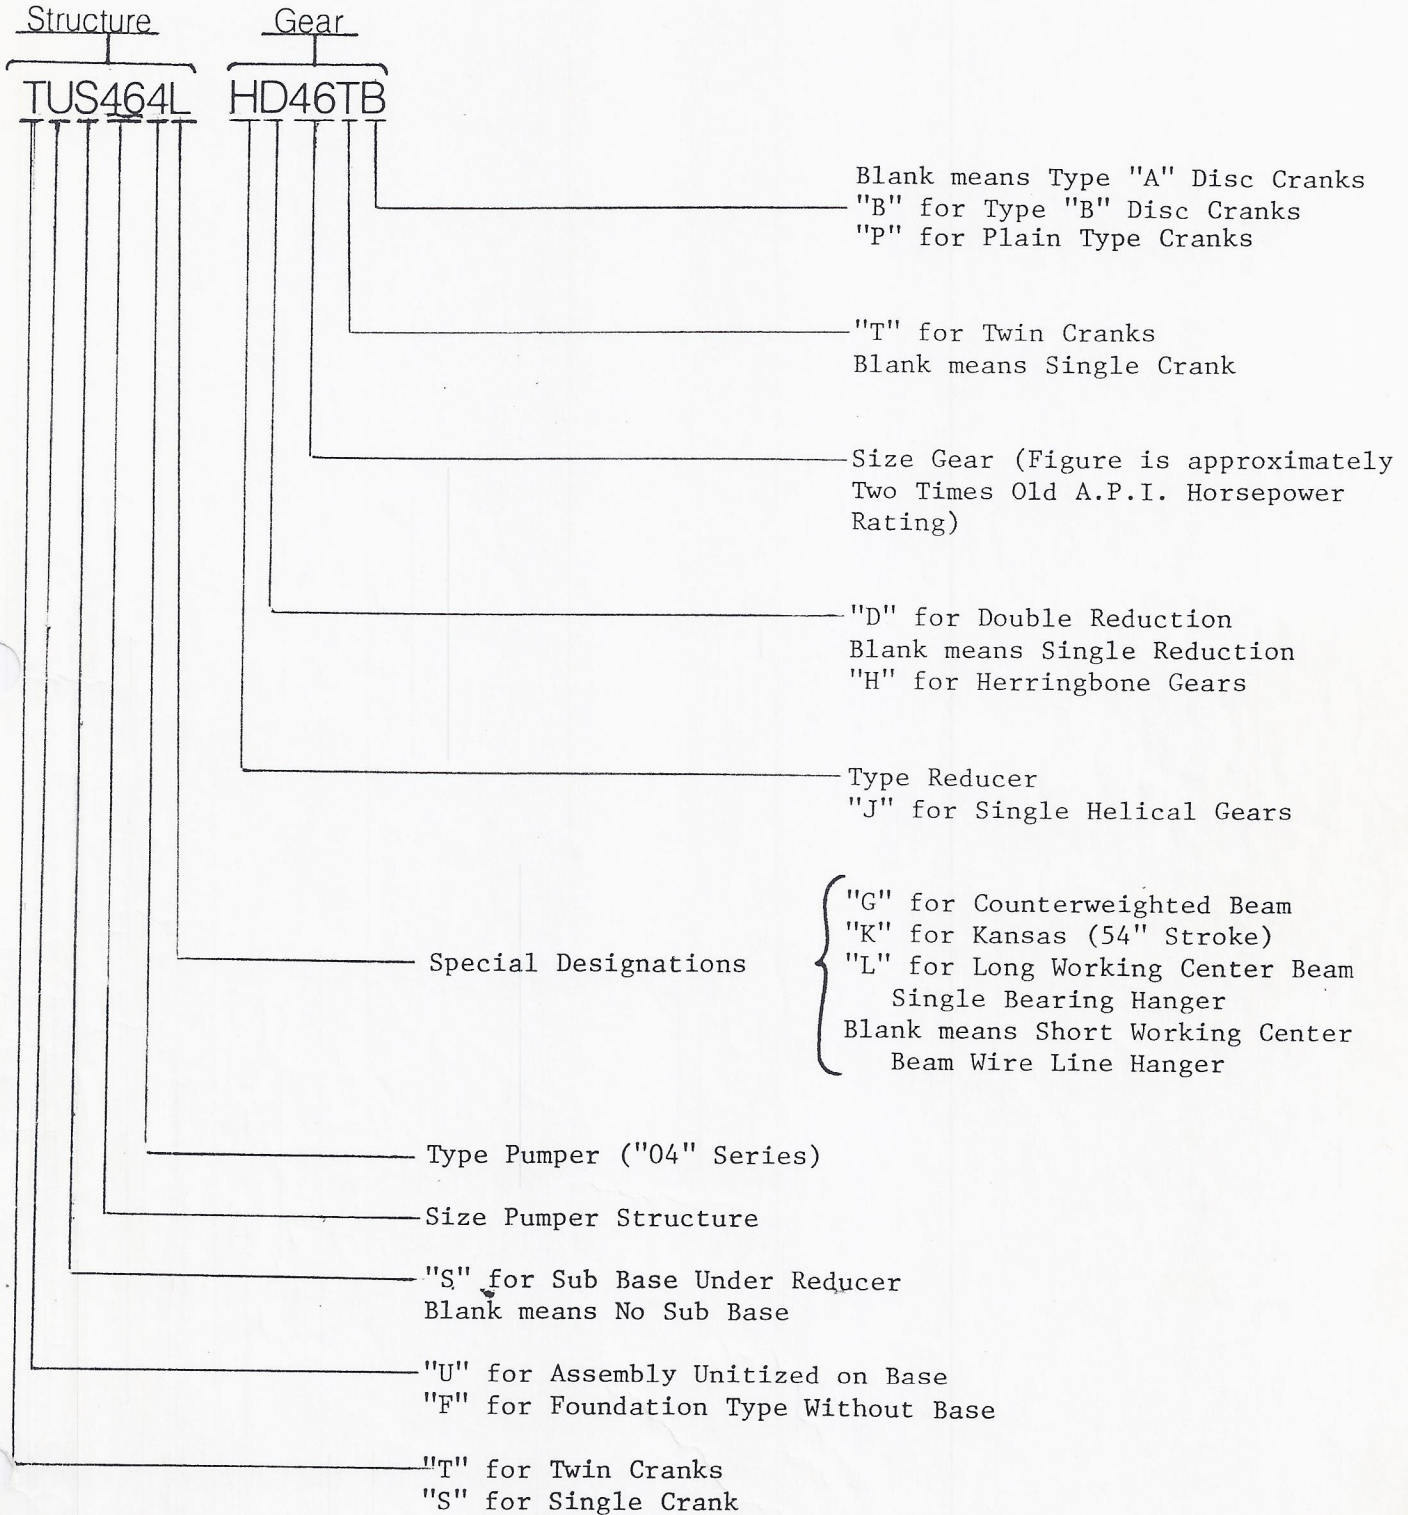 Structure Gear
TUS464L HD46TB
Blank means Type "A" Disc Cranks
"B" for Type "B" Disc Cranks
"P" for Plain Type Cranks
"T" for Twin Cranks
Blank means Single Crank
Size Gear (Figure is approximately
Two Times Old A.P.I. Horsepower
Rating)
"D" for Double Reduction
Blank means Single Reduction
"H" for Herringbone Gears
Type Reducer
"J" for Single Helical Gears
Special Designations
"G" for Counterweighted Beam
"K" for Kansas (54" Stroke)
"L" for Long Working Center Beam
Single Bearing Hanger
Blank means Short Working Center
Beam Wire Line Hanger
Type Pumper ("04" Series)
Size Pumper Structure
"S" for Sub Base Under Reducer
Blank means No Sub Base
"U" for Assembly Unitized on Base
"F" for Foundation Type Without Base
"T" for Twin Cranks
"S" for Single Crank